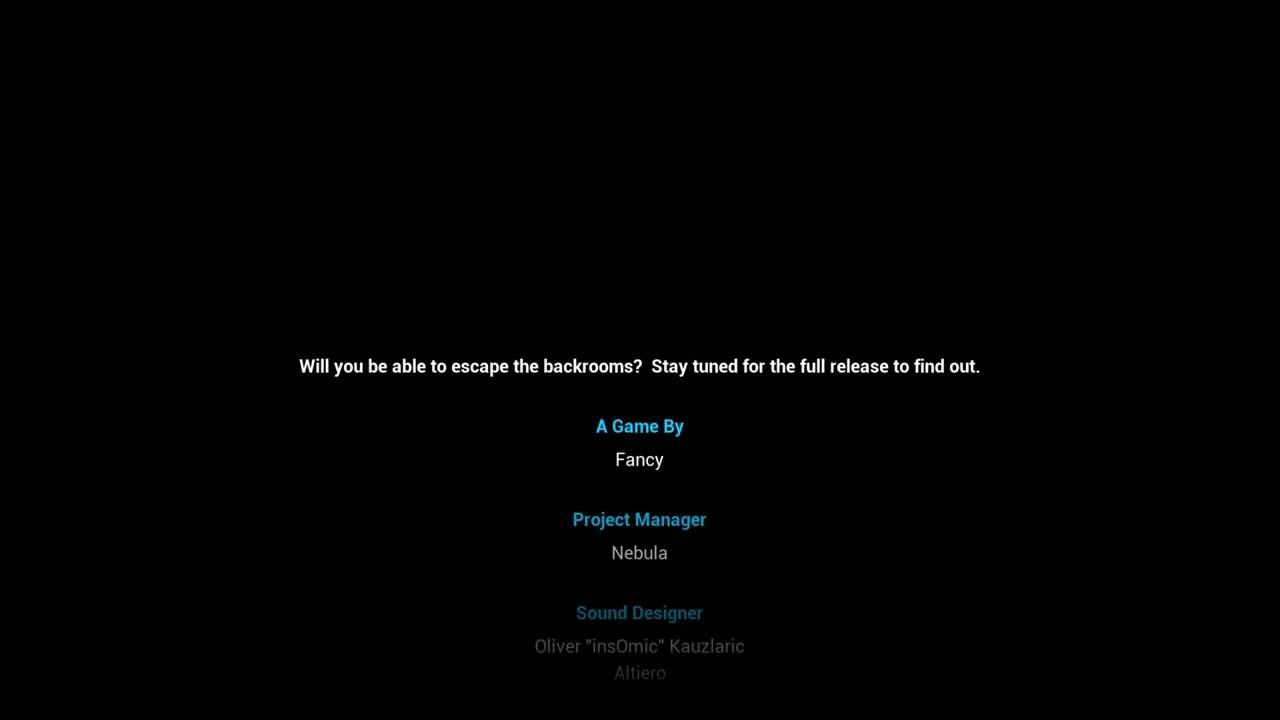 Will you be able to escape the backrooms?  Stay tuned for the full release to find out.
A Game By
Fancy
Project Manager
Nebula
Sound Designer
Oliver "insOmic" Kauzlaric
Altiero